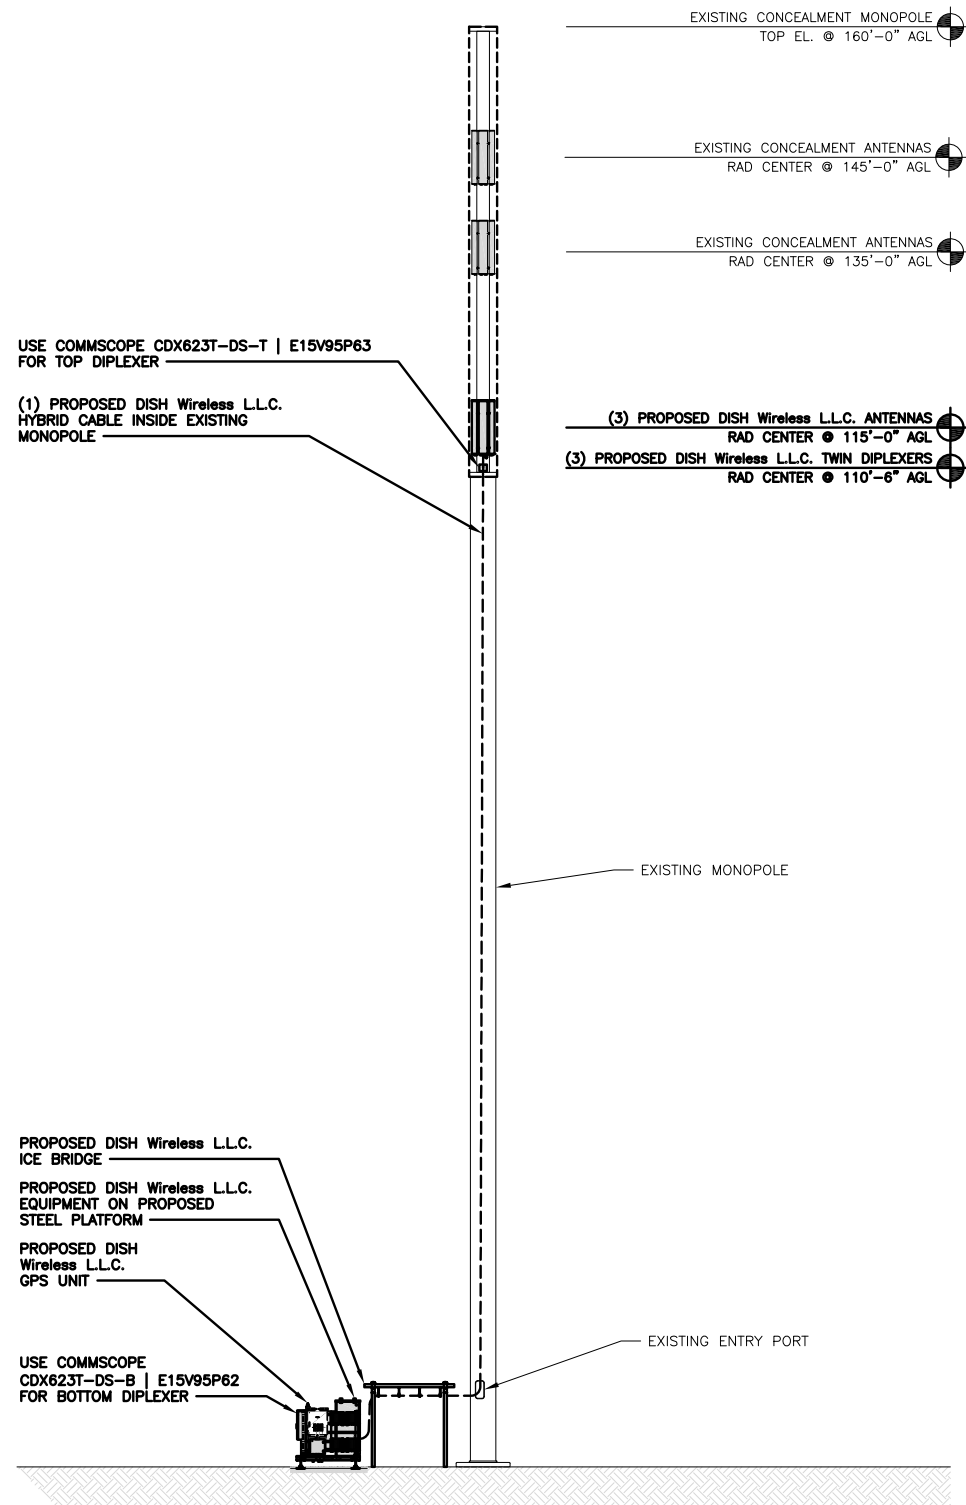 EXISTING CONCEALMENT MONOPOLE
TOP EL. @ 160'-0" AGL
EXISTING CONCEALMENT ANTENNAS
RAD CENTER @ 145'-0" AGL
EXISTING CONCEALMENT ANTENNAS
RAD CENTER @ 135'-0" AGL
USE COMMSCOPE CDX623T-DS-T | E15V95P63
FOR TOP DIPLEXER
(1) PROPOSED DISH Wireless L.L.C.
HYBRID CABLE INSIDE EXISTING
MONOPOLE
(3) PROPOSED DISH Wireless L.L.C. ANTENNAS
RAD CENTER @ 115'-0" AGL
(3) PROPOSED DISH Wireless L.L.C. TWIN DIPLEXERS
RAD CENTER @ 110'-6" AGL
EXISTING MONOPOLE
PROPOSED DISH Wireless L.L.C.
ICE BRIDGE
PROPOSED DISH Wireless L.L.C.
EQUIPMENT ON PROPOSED
STEEL PLATFORM
PROPOSED DISH
Wireless L.L.C.
GPS UNIT
EXISTING ENTRY PORT
USE COMMSCOPE
CDX623T-DS-B | E15V95P62
FOR BOTTOM DIPLEXER